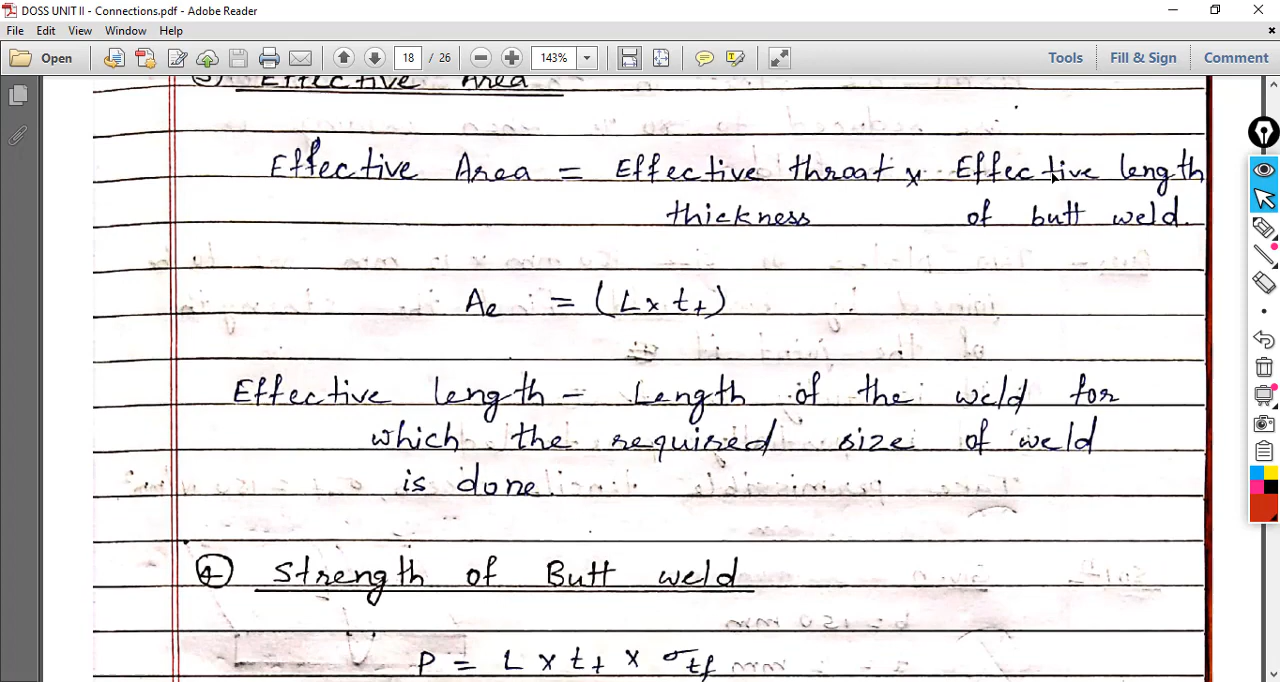 DOSS UNIT II - Connections.pdf - Adobe Reader
File Edit View Window Help
Open 18 / 26 143% Tools Fill & Sign Comment
Effective Area
Effective Area = Effective throat x Effective length
thickness of butt weld.
Ae = (L x tt)
Effective length = Length of the weld for
which the required size of weld
is done.
4 Strength of Butt weld
P = L x tt x σtf